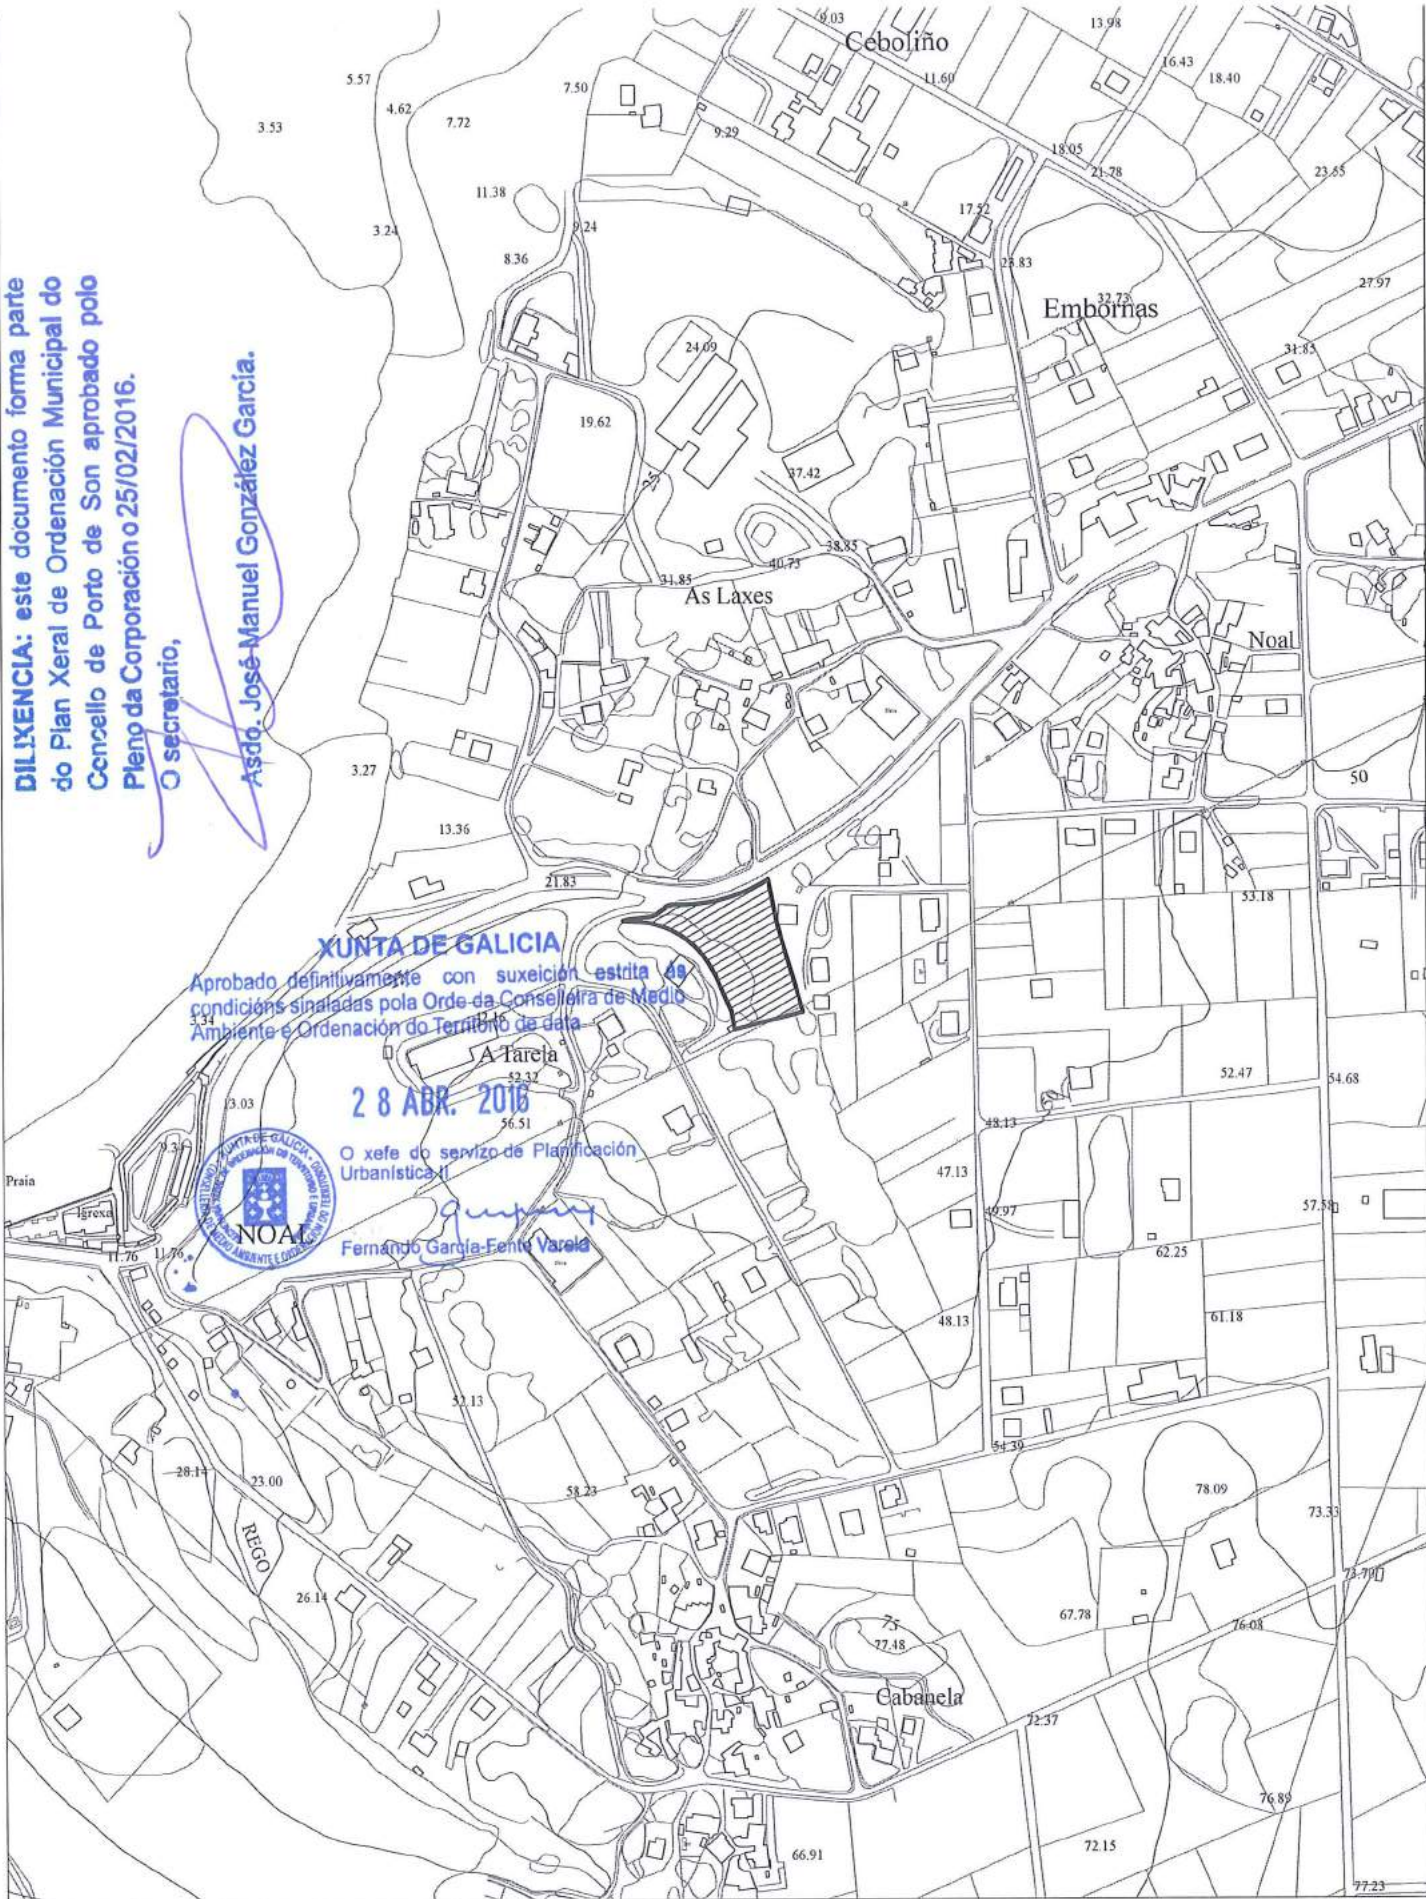 DILIXENCIA: este documento forma parte
do Plan Xeral de Ordenación Municipal do
Concello de Porto de Son aprobado polo
Pleno da Corporación o 25/02/2016.
O secretario,
Asdo. José Manuel González García.
9.03
Ceboliño
13.98
5.57
4.62
7.50
11.60
16.43
18.40
3.53
7.72
9.29
18.05
21.78
23.55
11.38
17.52
3.24
9.24
8.36
23.83
27.97
Embornas
32.73
24.09
31.85
19.62
37.42
38.85
40.73
31.85
As Laxes
Noal
3.27
50
13.36
21.83
53.18
XUNTA DE GALICIA
Aprobado definitivamente con suxeición estrita ás
condicións sinaladas pola Orde da Conselleira de Medio
Ambiente e Ordenación do Territorio de data
3.34
A Tarela
52.32
52.47
54.68
28 ABR. 2016
13.03
56.51
48.13
O xefe do servizo de Planificación
Urbanística II
Praia
47.13
Igrexa
49.97
57.58
NOAL
Fernando García-Fente Varela
11.76
11.76
62.25
48.13
61.18
52.13
54.39
28.14
23.00
58.23
78.09
73.33
REGO
73.70
26.14
67.78
76.08
75
77.48
Cabanela
72.37
76.89
66.91
72.15
77.23